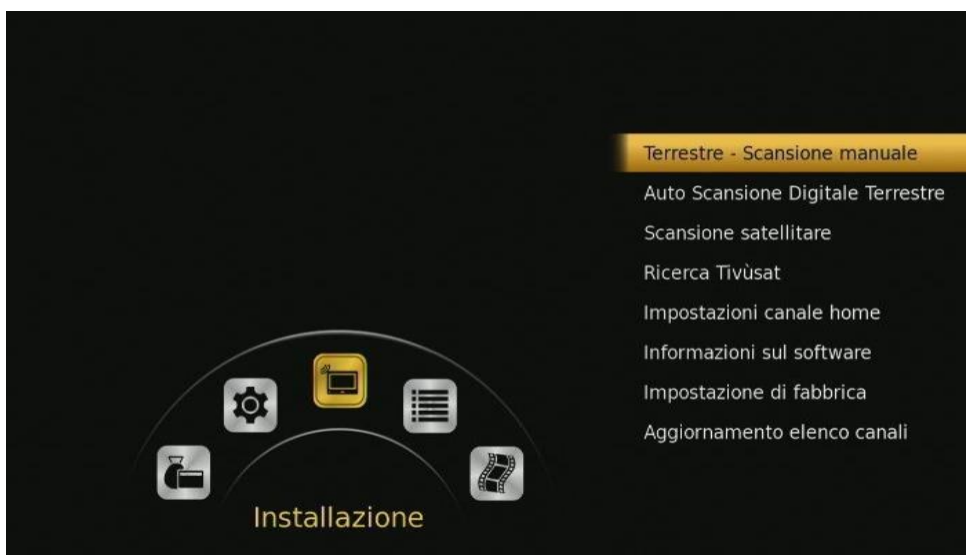 Terrestre - Scansione manuale
Auto Scansione Digitale Terrestre
Scansione satellitare
Ricerca Tivùsat
Impostazioni canale home
Informazioni sul software
Impostazione di fabbrica
Aggiornamento elenco canali
Installazione